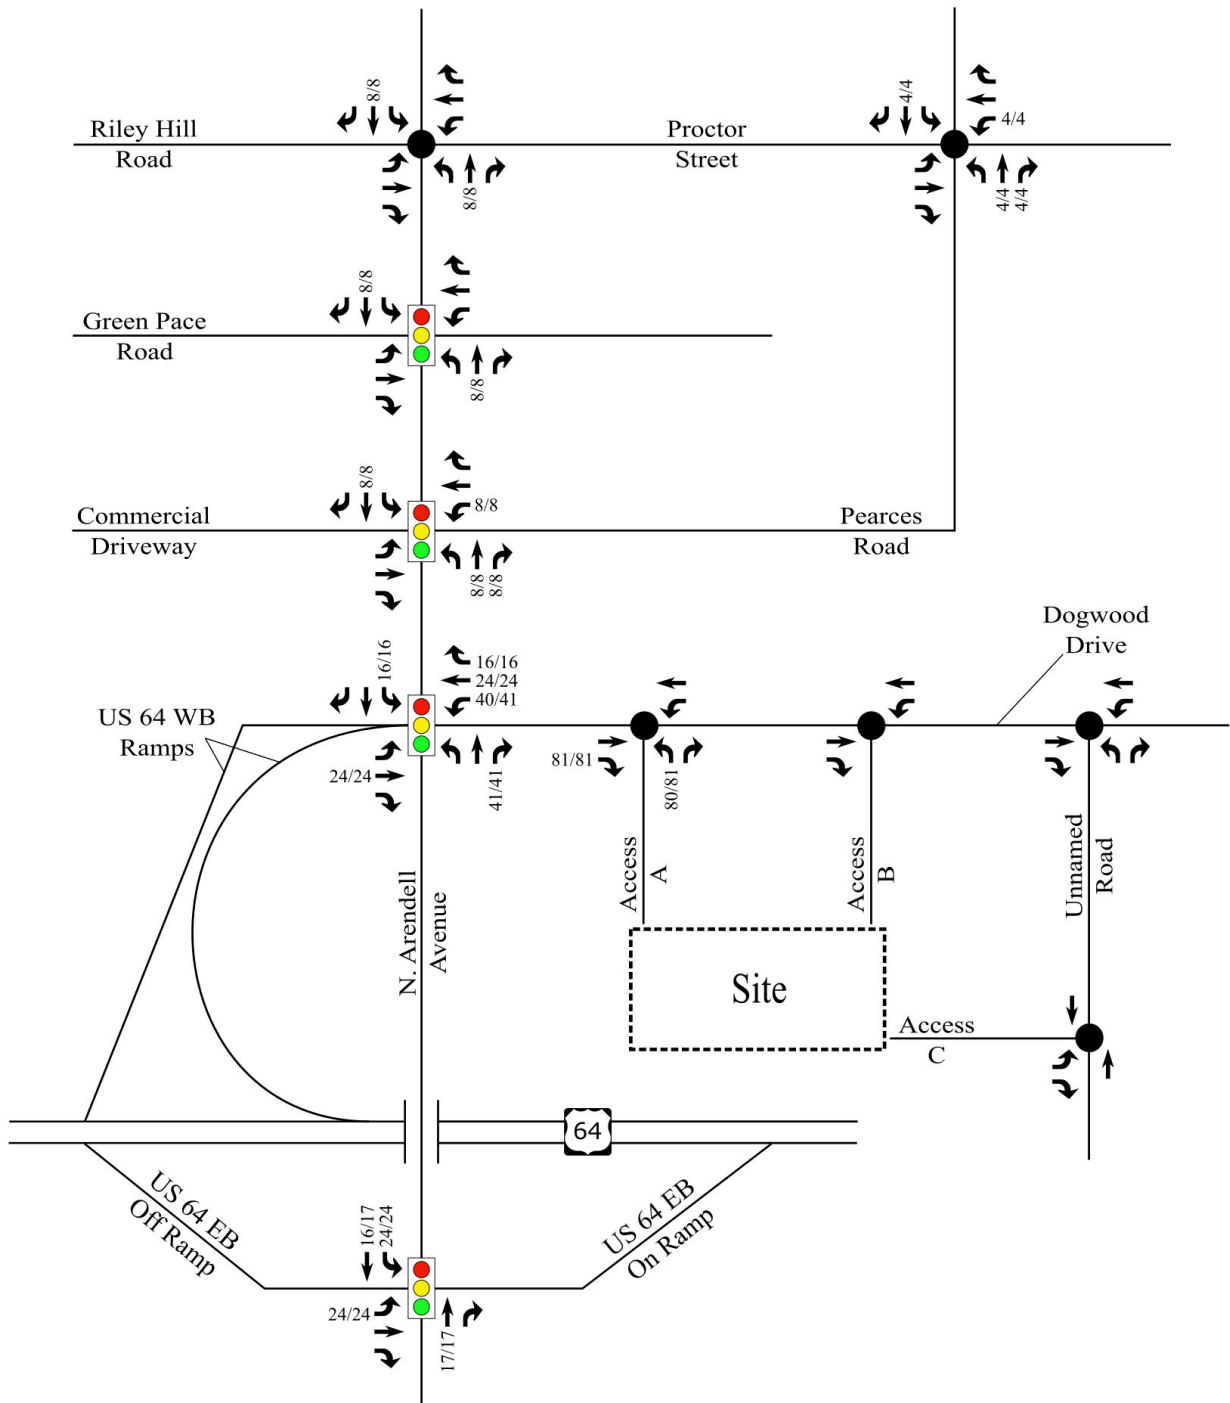 8/8
4/4
Riley Hill
Road
Proctor
Street
4/4
8/8
4/4
4/4
8/8
Green Pace
Road
8/8
8/8
Commercial
Driveway
8/8
Pearces
Road
8/8
8/8
Dogwood
Drive
16/16
16/16
24/24
40/41
US 64 WB
Ramps
24/24
41/41
81/81
80/81
Access
A
Access
B
Unnamed
Road
N. Arendell
Avenue
Site
Access
C
64
US 64 EB
Off Ramp
16/17
24/24
US 64 EB
On Ramp
24/24
17/17